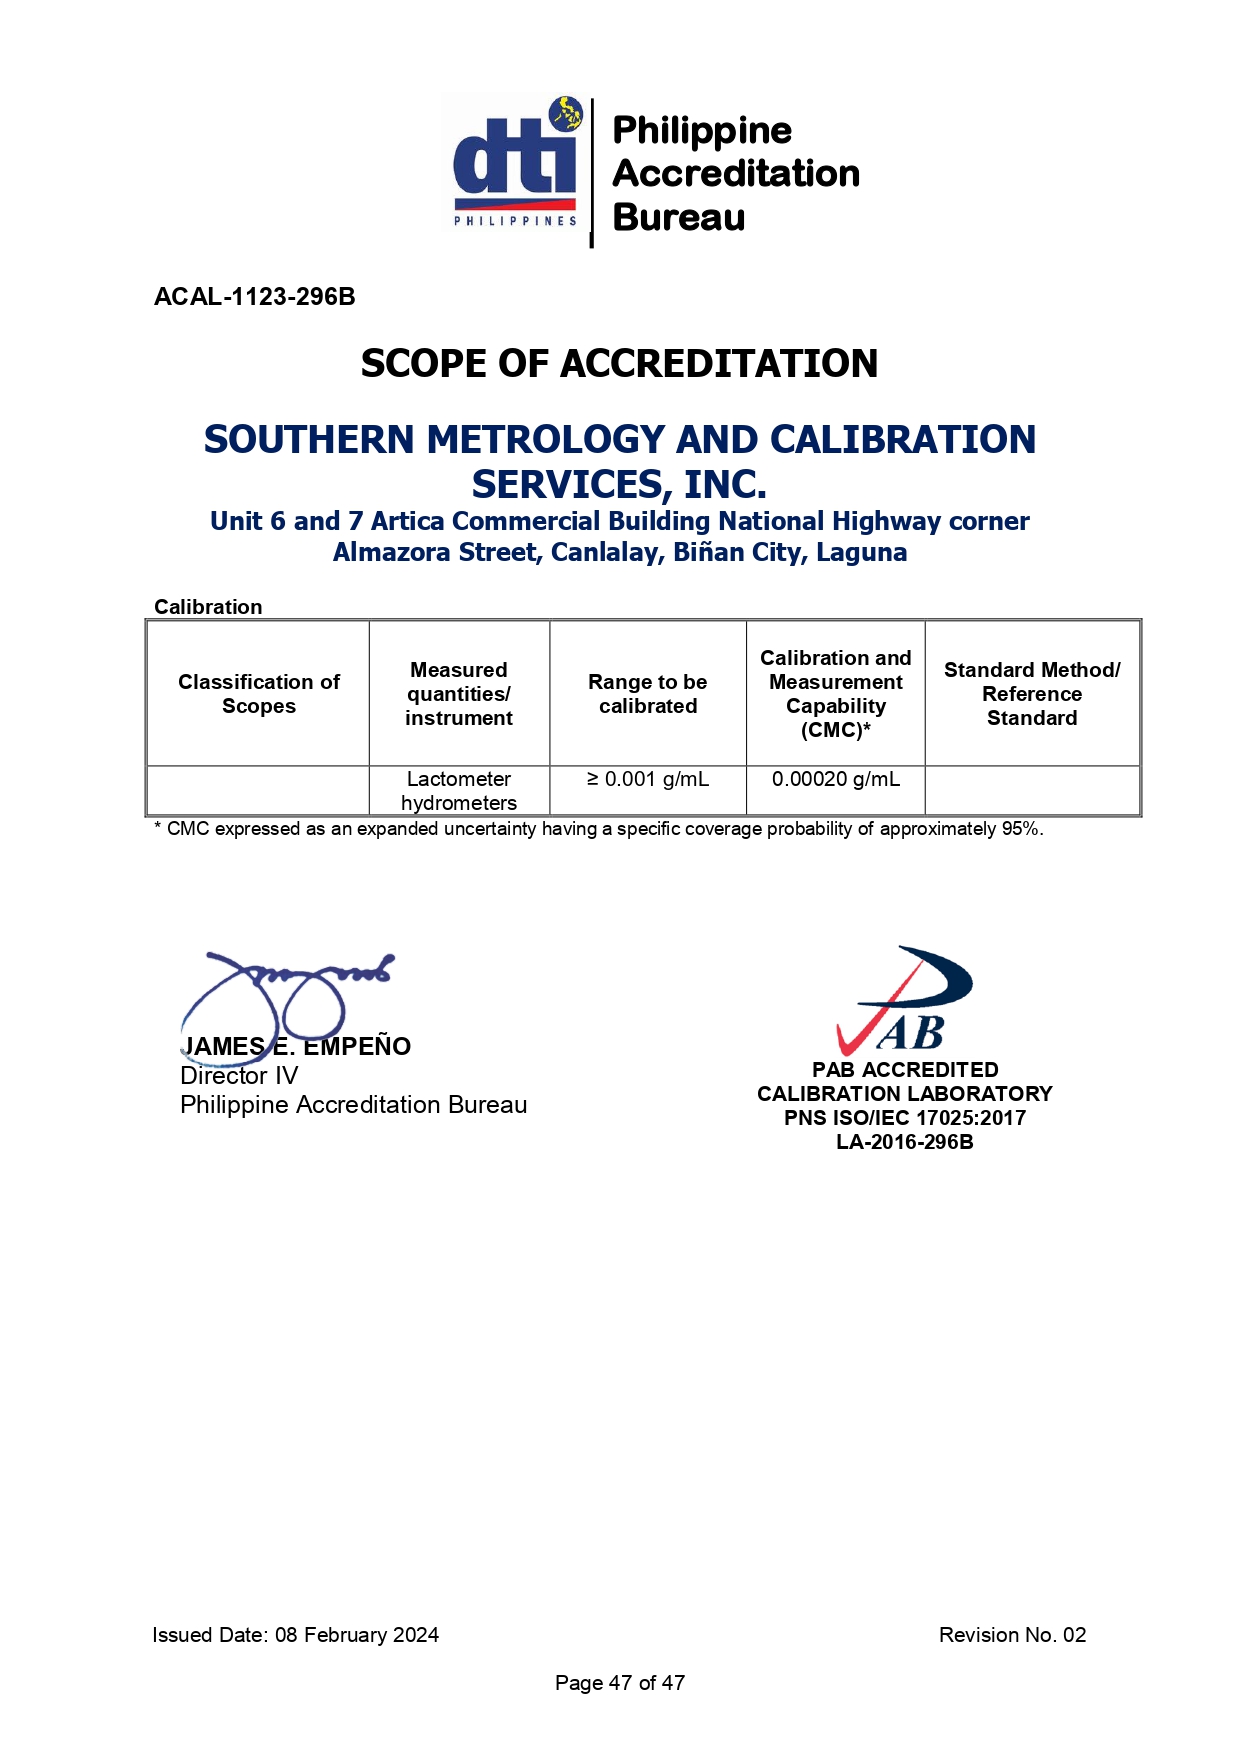 dti
PHILIPPINES
Philippine
Accreditation
Bureau
ACAL-1123-296B
SCOPE OF ACCREDITATION
SOUTHERN METROLOGY AND CALIBRATION
SERVICES, INC.
Unit 6 and 7 Artica Commercial Building National Highway corner
Almazora Street, Canlalay, Biñan City, Laguna
Calibration
Classification of
Scopes
Measured
quantities/
instrument
Range to be
calibrated
Calibration and
Measurement
Capability
(CMC)*
Standard Method/
Reference
Standard
Lactometer
hydrometers
≥ 0.001 g/mL
0.00020 g/mL
* CMC expressed as an expanded uncertainty having a specific coverage probability of approximately 95%.
JAMES E. EMPEÑO
Director IV
Philippine Accreditation Bureau
PAB
PAB ACCREDITED
CALIBRATION LABORATORY
PNS ISO/IEC 17025:2017
LA-2016-296B
Issued Date: 08 February 2024
Revision No. 02
Page 47 of 47